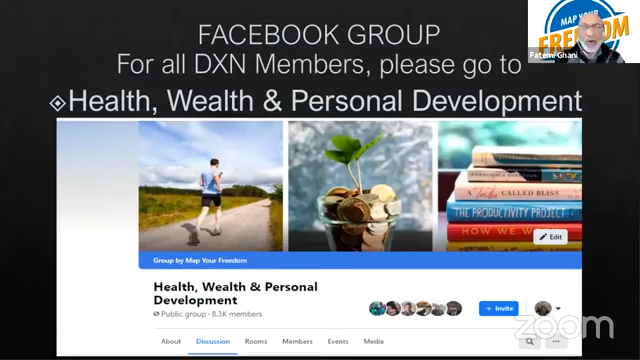 FACEBOOK GROUP
For all DXN Members, please go to
Health, Wealth & Personal Development
MAP YOUR
FREEDOM
Fatemi Ghani
CALLED BLISS
THE PRODUCTIVITY PROJECT
HOW WE
Edit
Group by Map Your Freedom
Health, Wealth & Personal
Development
Public group · 8.3K members
Invite
About Discussion Rooms Members Events Media
zoom